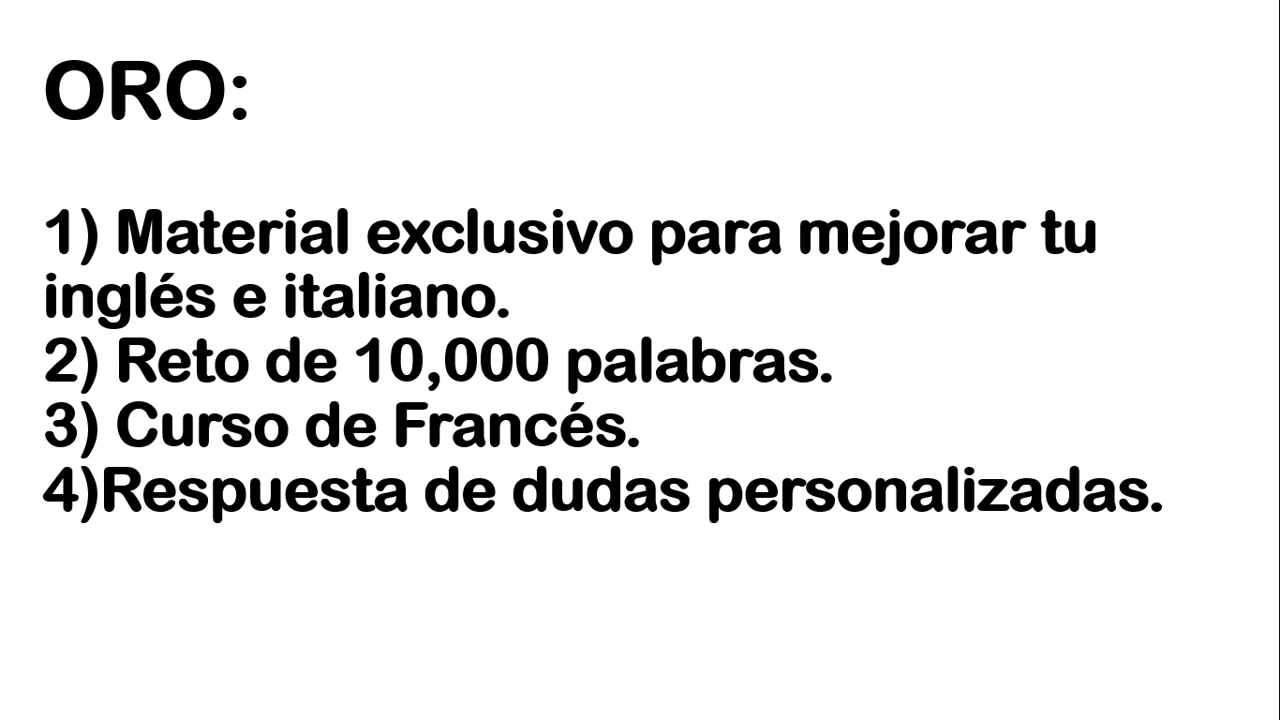 ORO:
1) Material exclusivo para mejorar tu
inglés e italiano.
2) Reto de 10,000 palabras.
3) Curso de Francés.
4)Respuesta de dudas personalizadas.